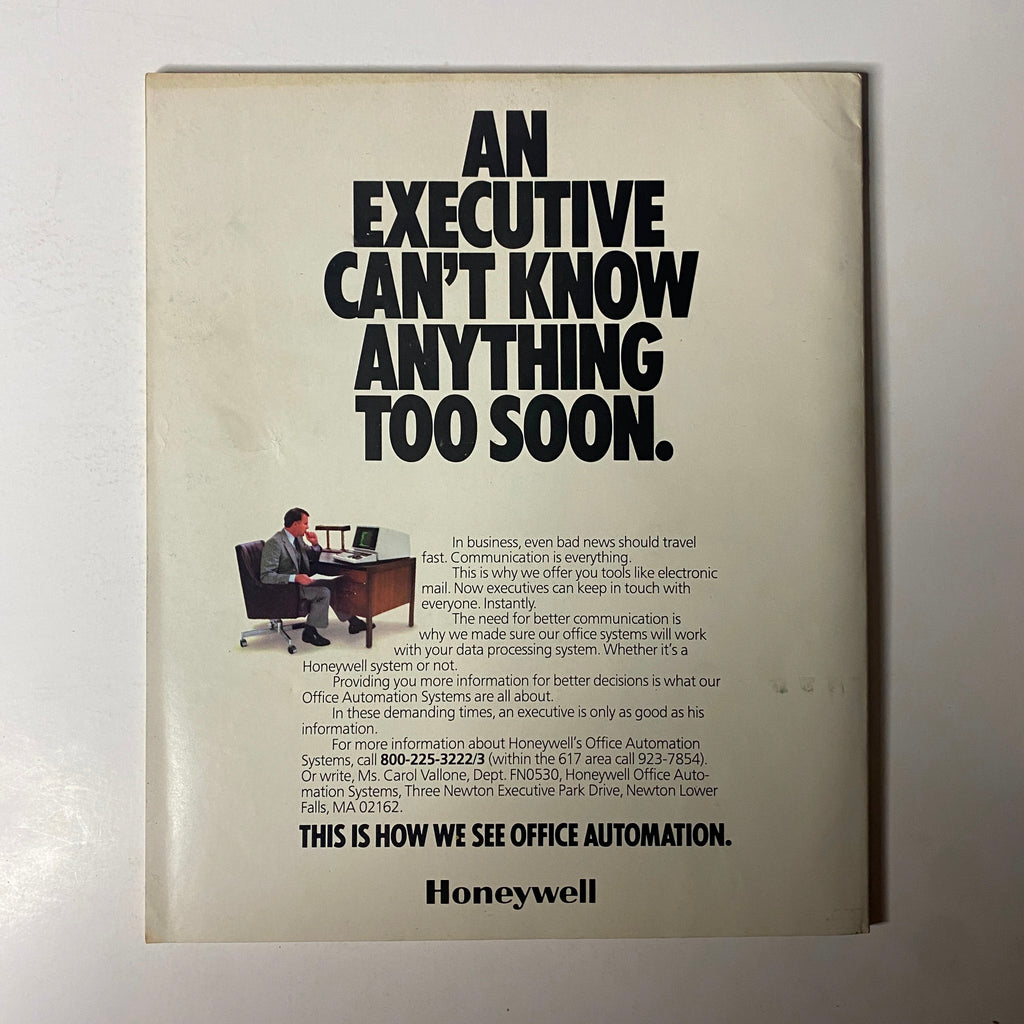 AN
EXECUTIVE
CAN'T KNOW
ANYTHING
TOO SOON.
In business, even bad news should travel
fast. Communication is everything.
This is why we offer you tools like electronic
mail. Now executives can keep in touch with
everyone. Instantly.
The need for better communication is
why we made sure our office systems will work
with your data processing system. Whether it's a
Honeywell system or not.
Providing you more information for better decisions is what our
Office Automation Systems are all about.
In these demanding times, an executive is only as good as his
information.
For more information about Honeywell's Office Automation
Systems, call 800-225-3222/3 (within the 617 area call 923-7854).
Or write, Ms. Carol Vallone, Dept. FN0530, Honeywell Office Auto-
mation Systems, Three Newton Executive Park Drive, Newton Lower
Falls, MA 02162.
THIS IS HOW WE SEE OFFICE AUTOMATION.
Honeywell